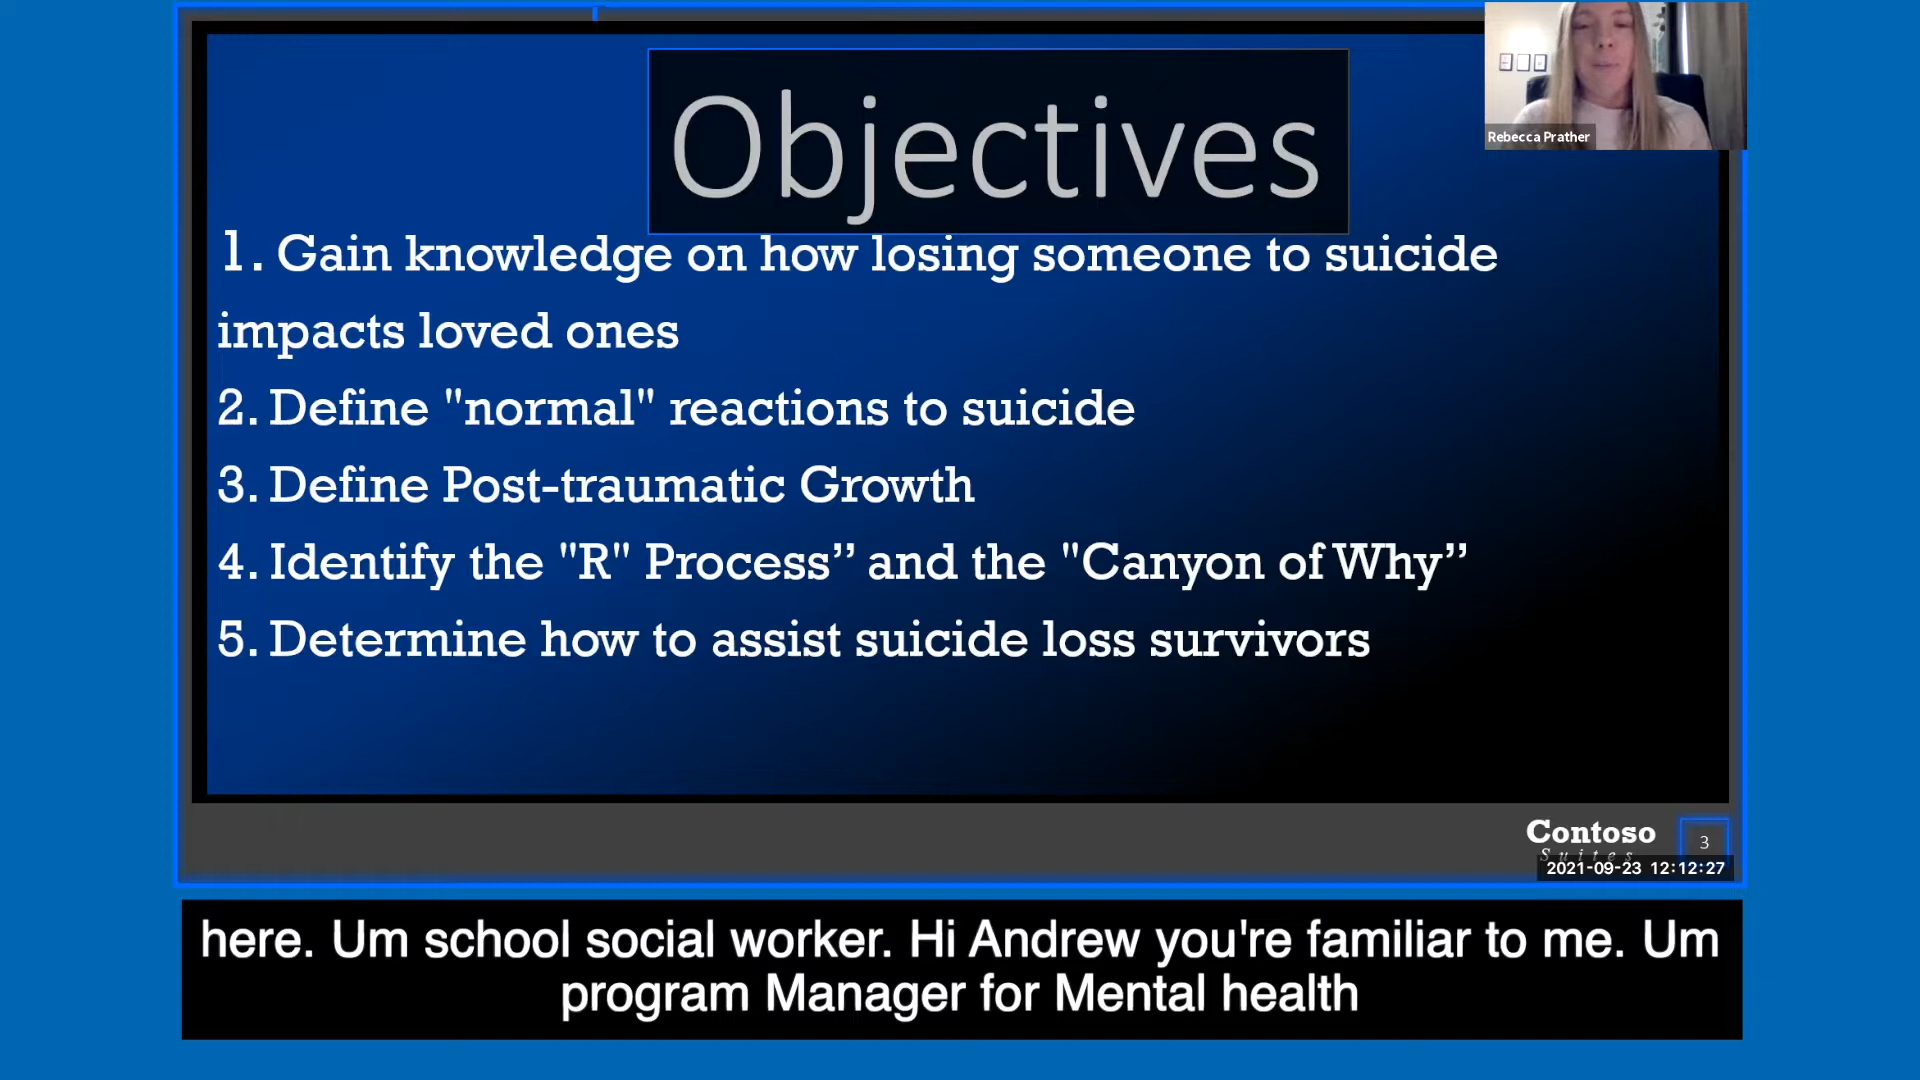 Objectives
Rebecca Prather
1. Gain knowledge on how losing someone to suicide
impacts loved ones
2. Define "normal" reactions to suicide
3. Define Post-traumatic Growth
4. Identify the "R" Process” and the "Canyon of Why”
5. Determine how to assist suicide loss survivors
Contoso
Suites
3
2021-09-23 12:12:27
here. Um school social worker. Hi Andrew you're familiar to me. Um
program Manager for Mental health